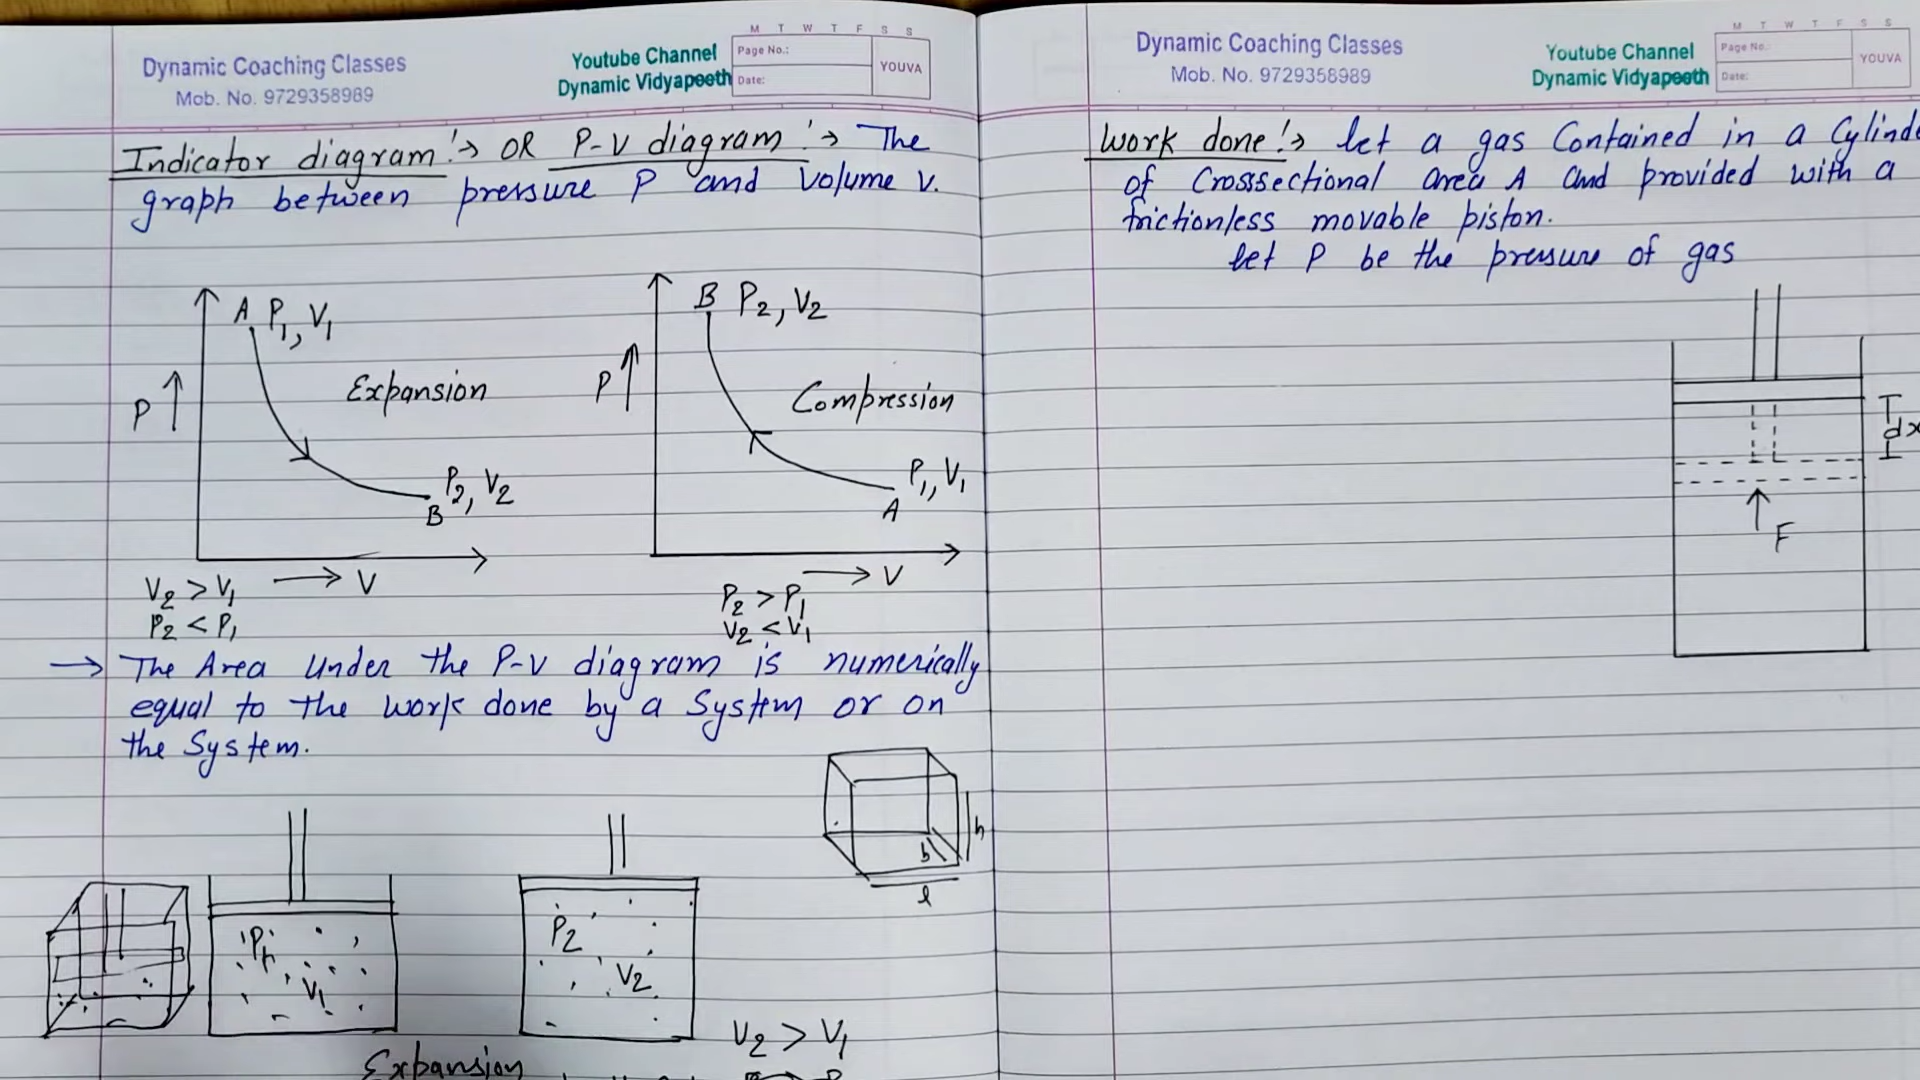 M T W T F S S
Dynamic Coaching Classes
Mob. No. 9729358989
Youtube Channel
Dynamic Vidyapeeth
Page No.:
Date:
YOUVA
Indicator diagram :→ OR P-V diagram :→ The
graph between pressure P and Volume V.
A P1, V1
Expansion
P
P2, V2
B
V
V2 > V1
P2 < P1
B P2, V2
P
Compression
P1, V1
A
V
P2 > P1
V2 < V1
→ The Area Under the P-V diagram is numerically
equal to the work done by a System or on
the System.
h
b
l
P1
V1
P2
V2
V2 > V1
Expansion
M T W T F S S
Dynamic Coaching Classes
Mob. No. 9729358989
Youtube Channel
Dynamic Vidyapeeth
Page No.:
Date:
YOUVA
Work done :→ let a gas Contained in a Cylinde
of Crosssectional area A and provided with a
frictionless movable piston.
let P be the pressure of gas
dx
F